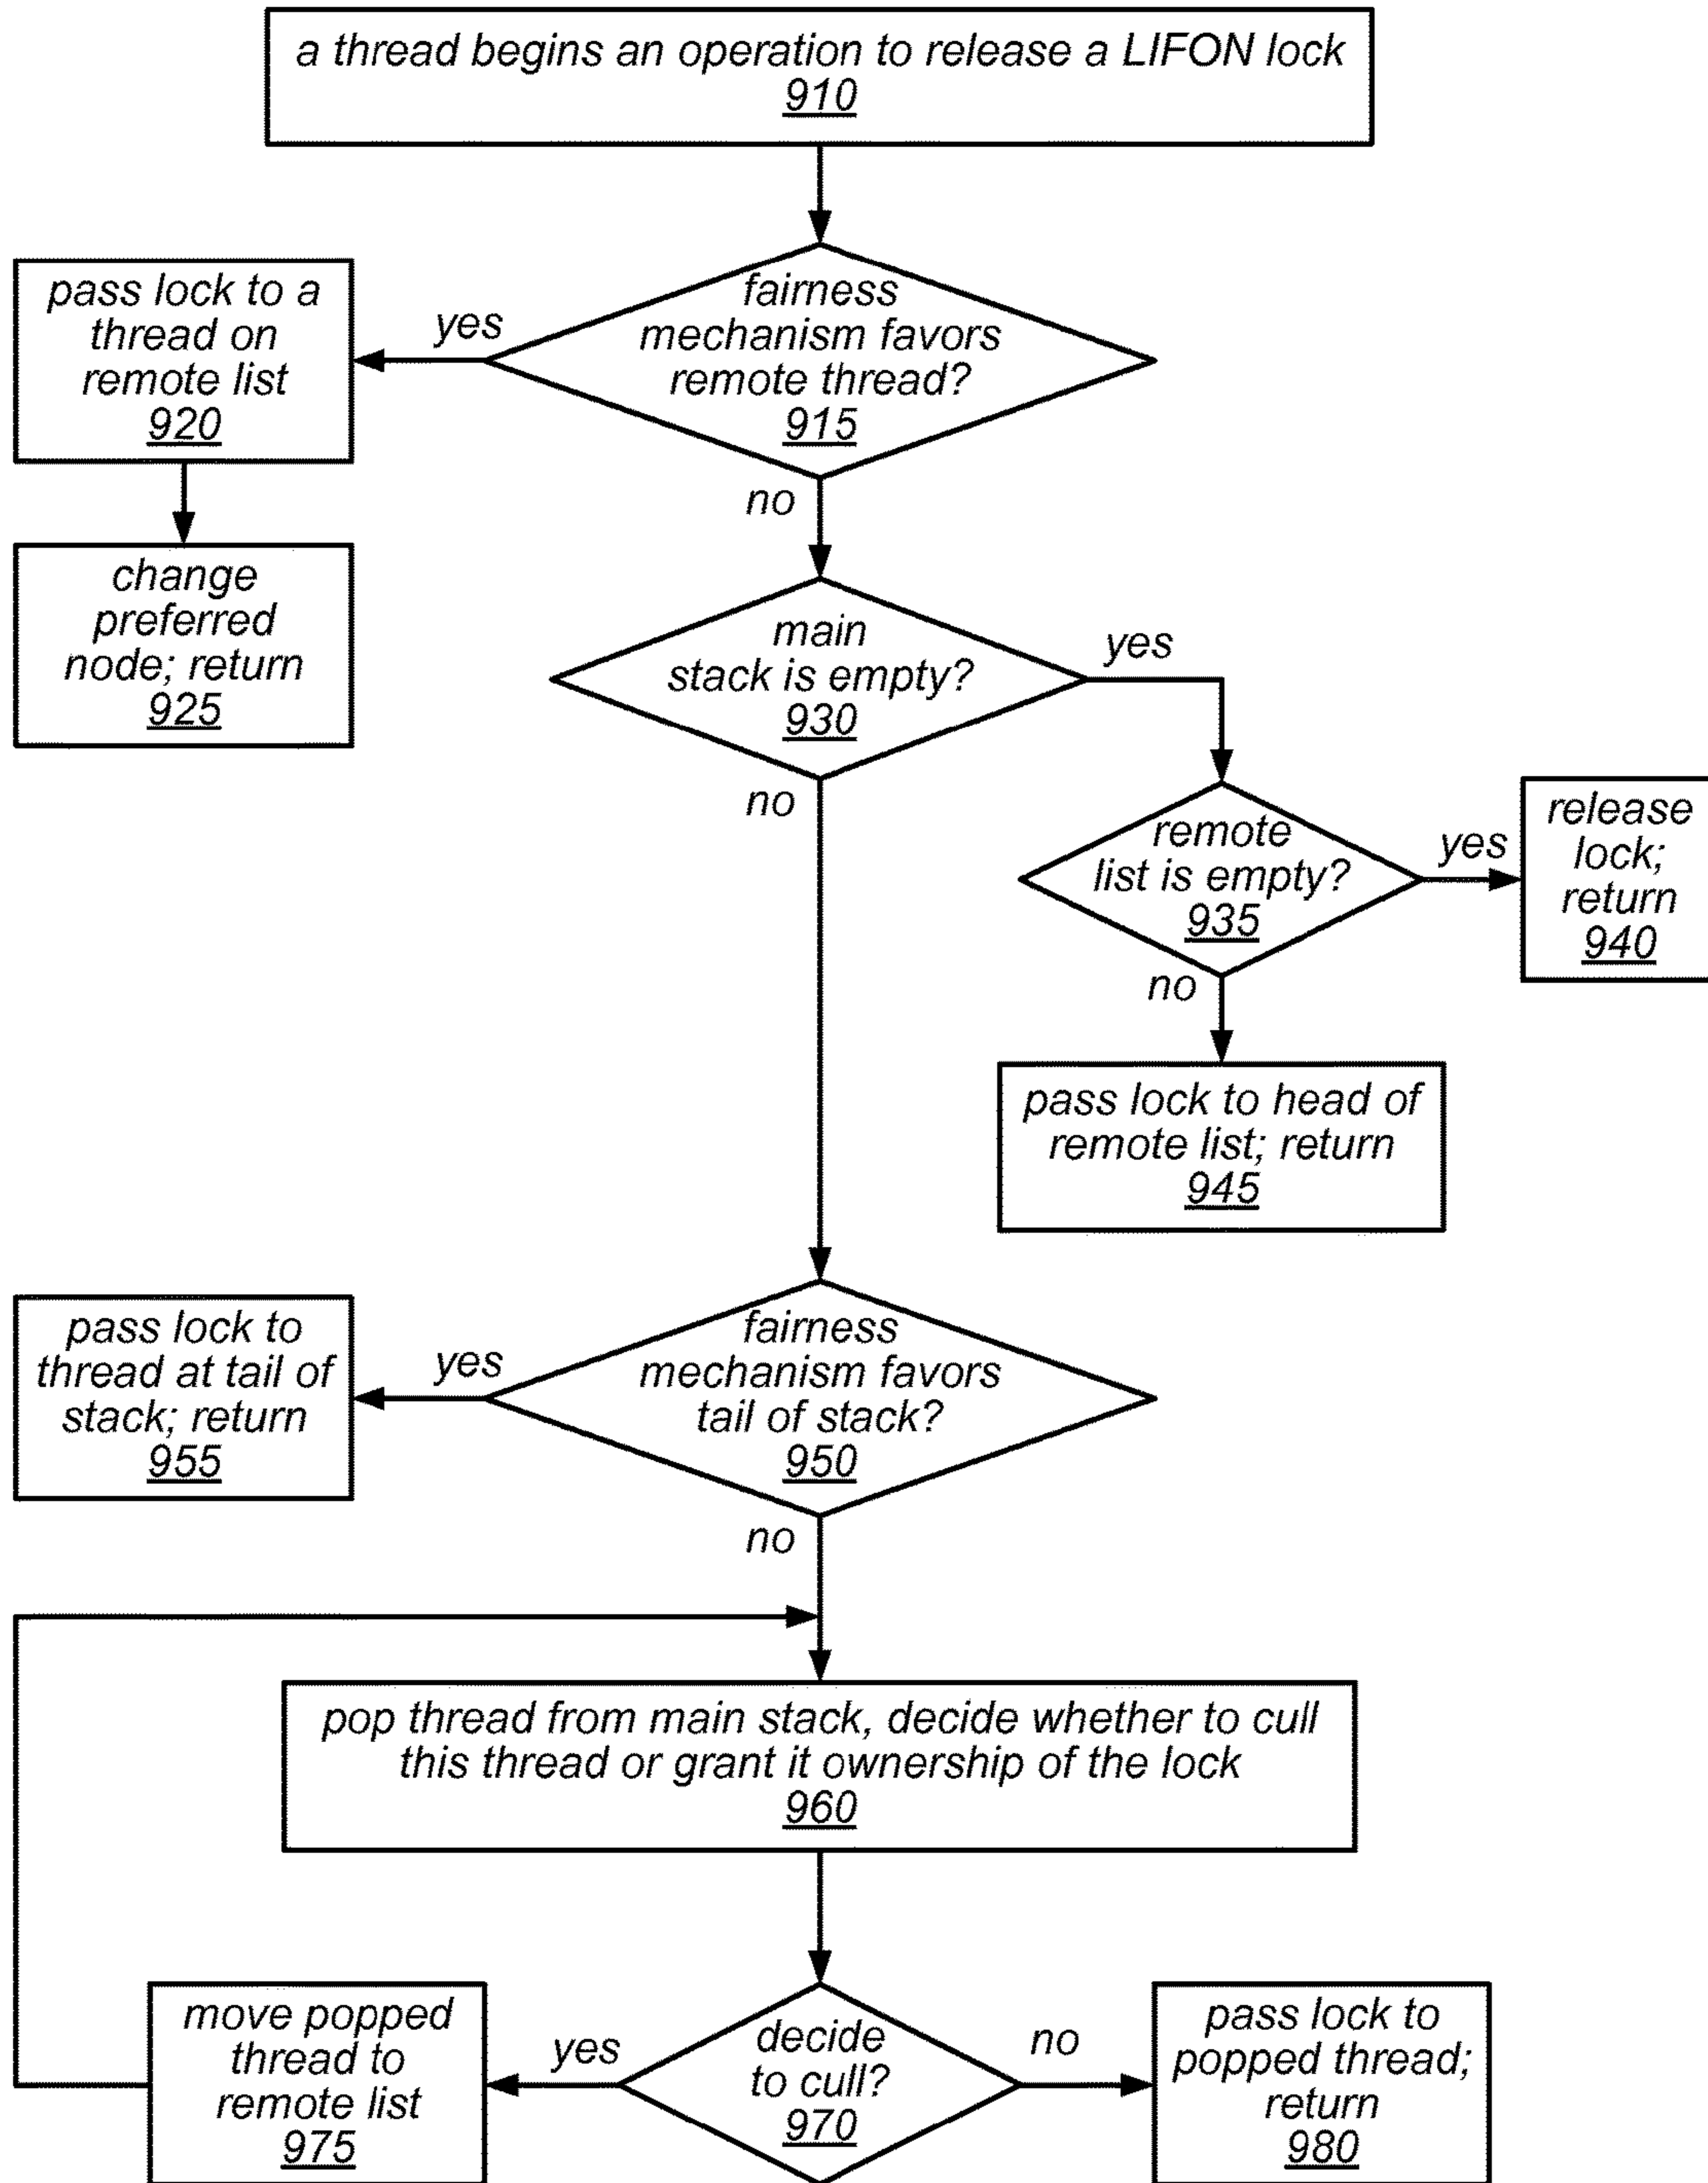 a thread begins an operation to release a LIFON lock
910
fairness
mechanism favors
remote thread?
915
yes
pass lock to a
thread on
remote list
920
change
preferred
node; return
925
no
main
stack is empty?
930
yes
remote
list is empty?
935
yes
release
lock;
return
940
no
pass lock to head of
remote list; return
945
no
fairness
mechanism favors
tail of stack?
950
yes
pass lock to
thread at tail of
stack; return
955
no
pop thread from main stack, decide whether to cull
this thread or grant it ownership of the lock
960
decide
to cull?
970
yes
move popped
thread to
remote list
975
no
pass lock to
popped thread;
return
980